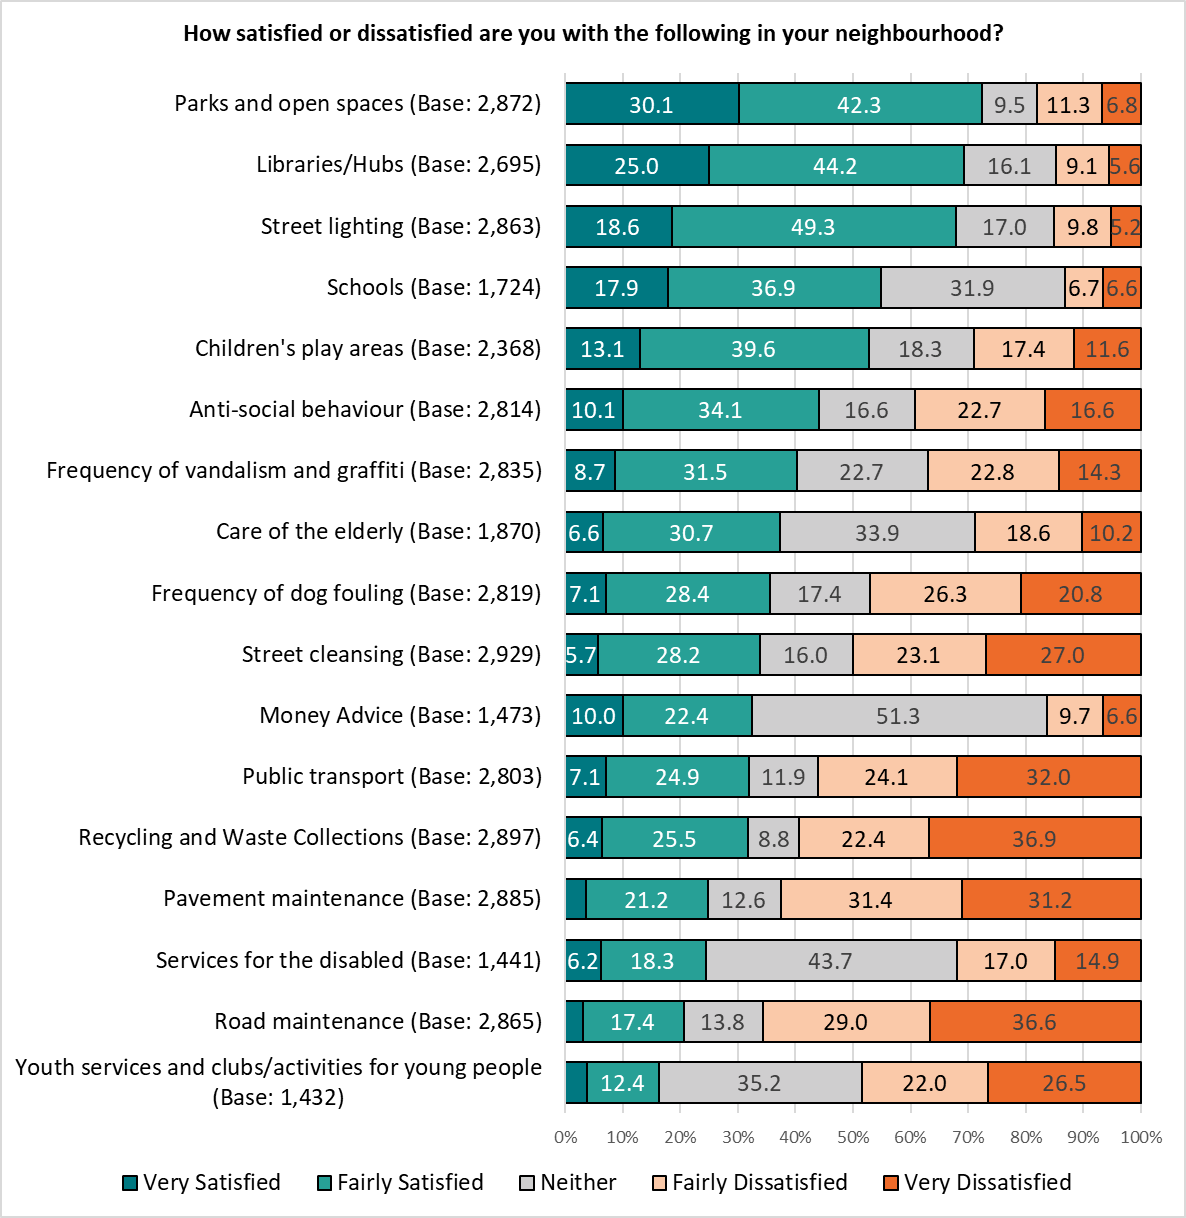 How satisfied or dissatisfied are you with the following in your neighbourhood?
Parks and open spaces (Base: 2,872) 30.1 42.3 9.5 11.3 6.8
Libraries/Hubs (Base: 2,695) 25.0 44.2 16.1 9.1 5.6
Street lighting (Base: 2,863) 18.6 49.3 17.0 9.8 5.2
Schools (Base: 1,724) 17.9 36.9 31.9 6.7 6.6
Children's play areas (Base: 2,368) 13.1 39.6 18.3 17.4 11.6
Anti-social behaviour (Base: 2,814) 10.1 34.1 16.6 22.7 16.6
Frequency of vandalism and graffiti (Base: 2,835) 8.7 31.5 22.7 22.8 14.3
Care of the elderly (Base: 1,870) 6.6 30.7 33.9 18.6 10.2
Frequency of dog fouling (Base: 2,819) 7.1 28.4 17.4 26.3 20.8
Street cleansing (Base: 2,929) 5.7 28.2 16.0 23.1 27.0
Money Advice (Base: 1,473) 10.0 22.4 51.3 9.7 6.6
Public transport (Base: 2,803) 7.1 24.9 11.9 24.1 32.0
Recycling and Waste Collections (Base: 2,897) 6.4 25.5 8.8 22.4 36.9
Pavement maintenance (Base: 2,885) 21.2 12.6 31.4 31.2
Services for the disabled (Base: 1,441) 6.2 18.3 43.7 17.0 14.9
Road maintenance (Base: 2,865) 17.4 13.8 29.0 36.6
Youth services and clubs/activities for young people
(Base: 1,432) 12.4 35.2 22.0 26.5
0% 10% 20% 30% 40% 50% 60% 70% 80% 90% 100%
Very Satisfied Fairly Satisfied Neither Fairly Dissatisfied Very Dissatisfied